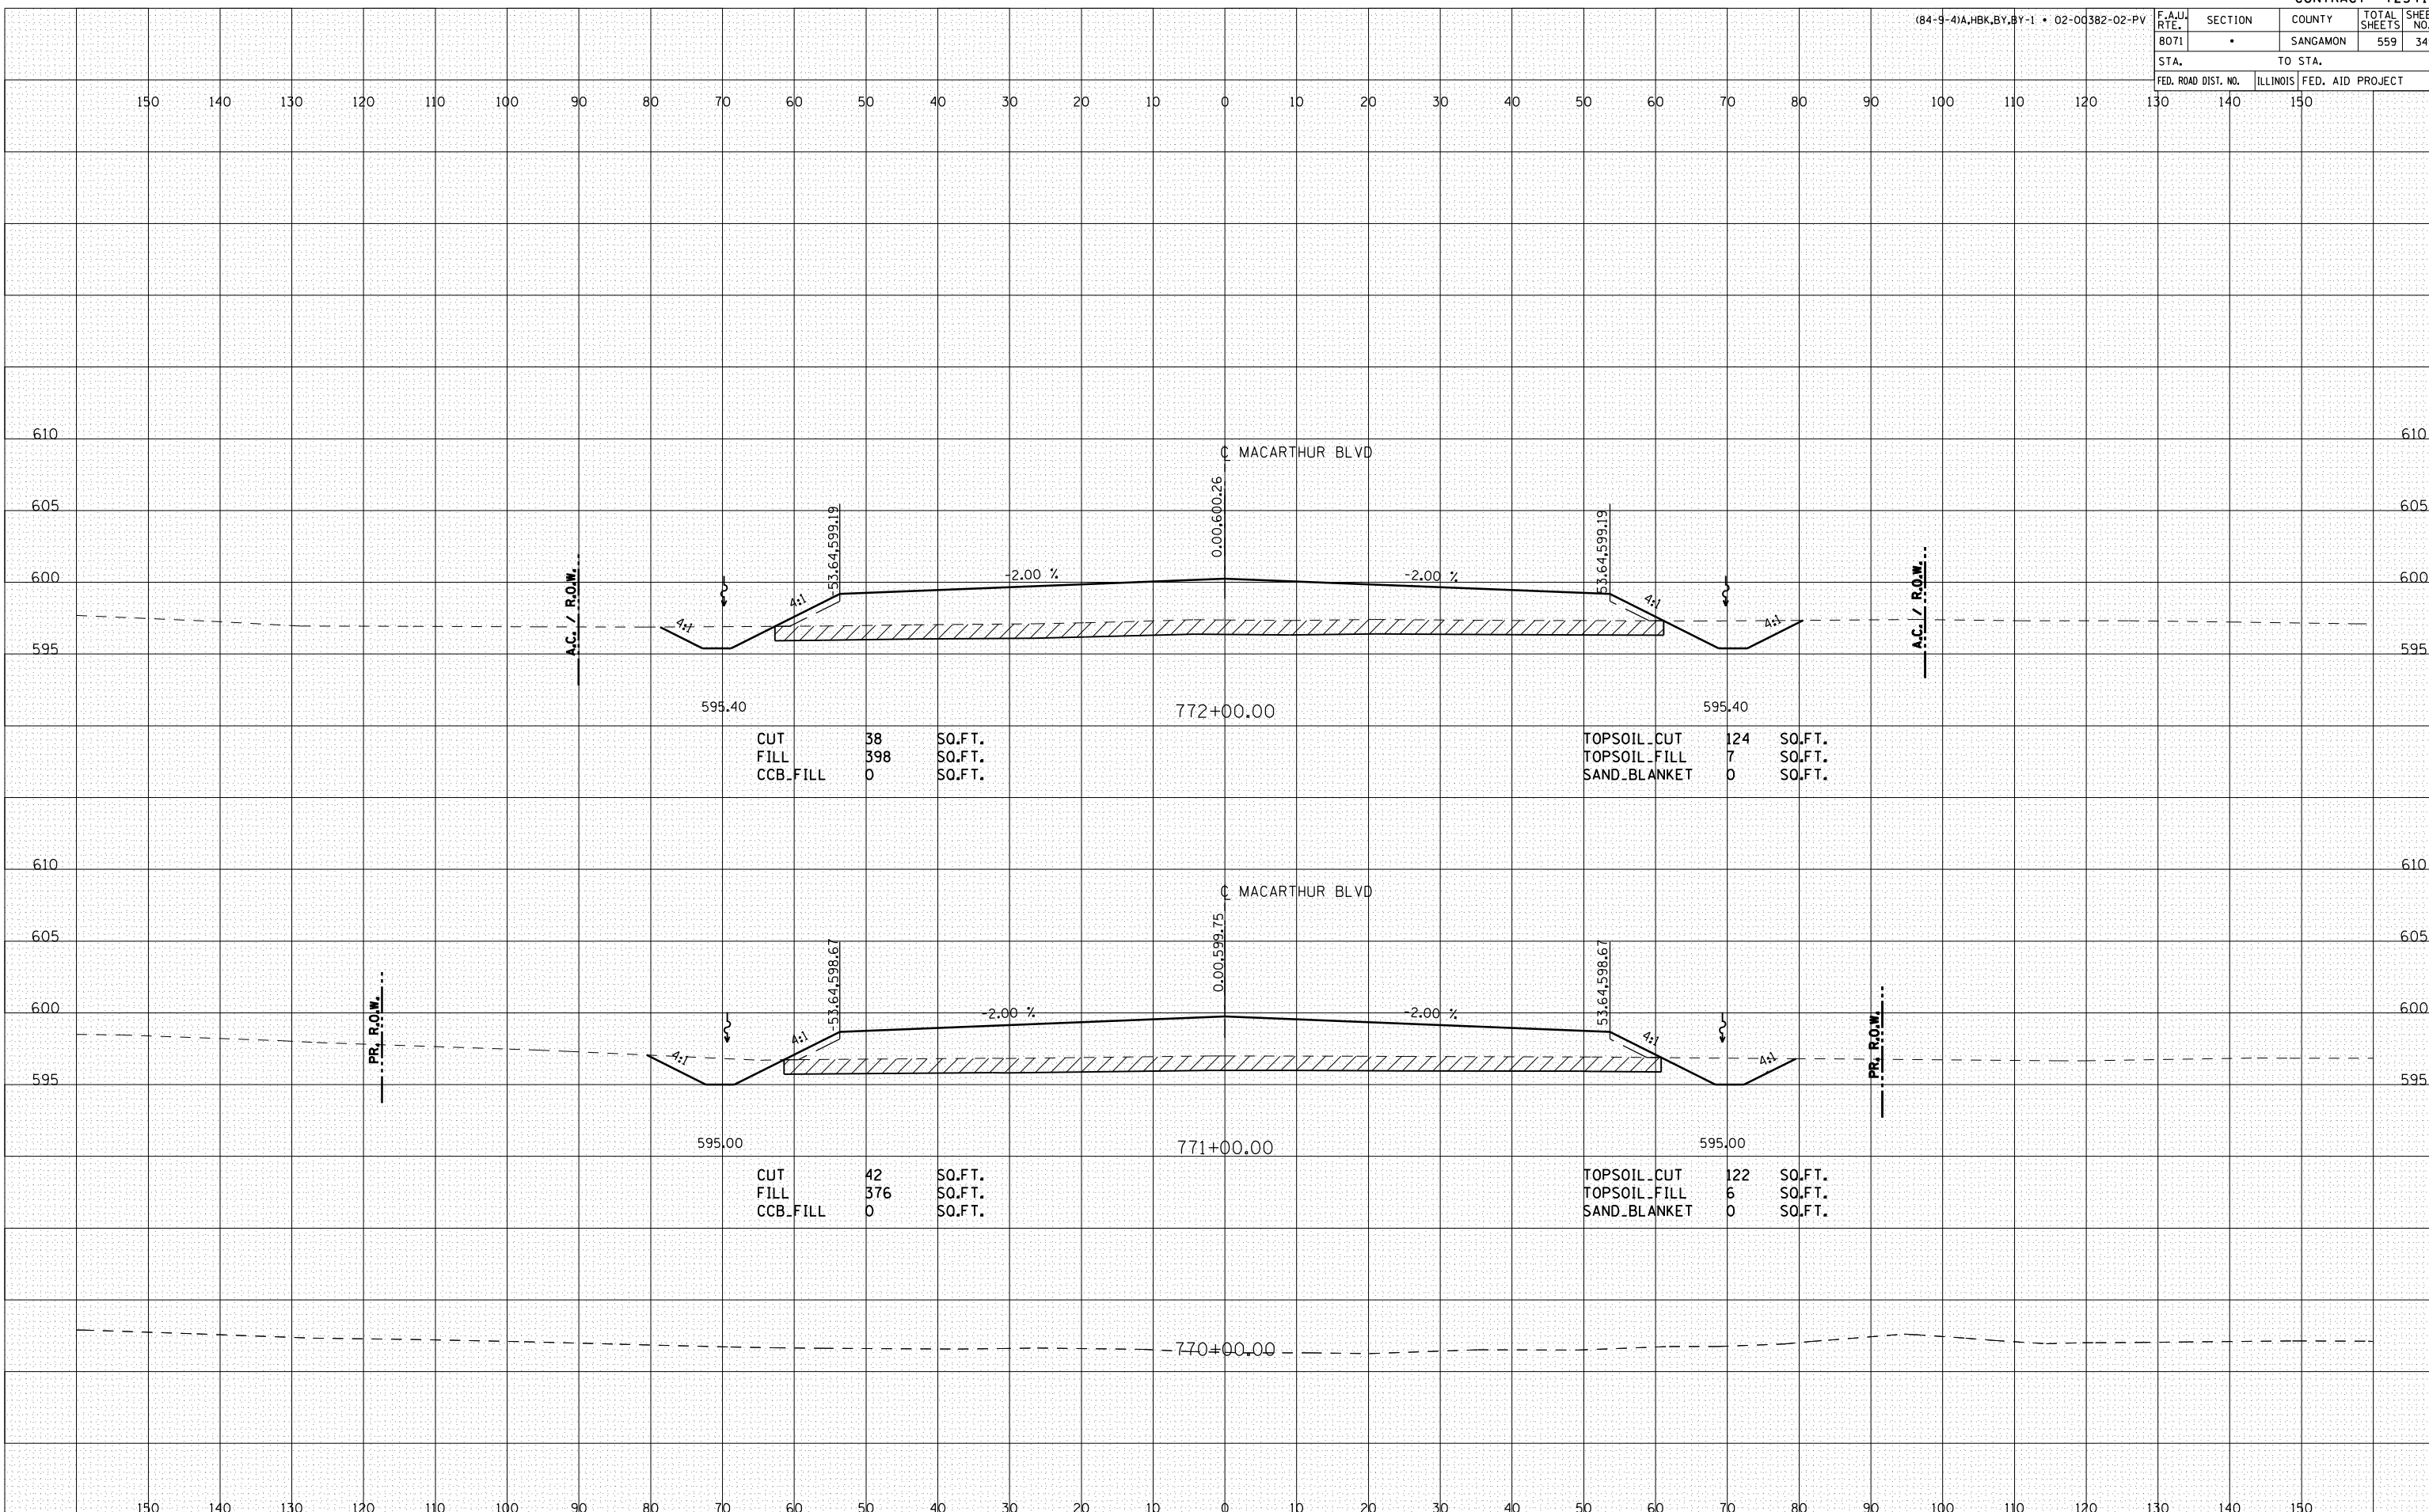 (84-9-4)A,HBK,BY,BY-1 • 02-00382-02-PV
F.A.U. RTE. SECTION COUNTY TOTAL SHEETS
8071 • SANGAMON 559
STA. TO STA.
FED. ROAD DIST. NO. ILLINOIS FED. AID PROJECT
150 140 130 120 110 100 90 80 70 60 50 40 30 20 10 0 10 20 30 40 50 60 70 80 90 100 110 120 130 140 150
610 610
℄ MACARTHUR BLVD
605 605
-53.64,599.19 0.00,600.26 53.64,599.19
600 600
-2.00 % -2.00 %
A.C. / R.O.W. 4:1 4:1 4:1 4:1 A.C. / R.O.W.
595 595
595.40 772+00.00 595.40
CUT 38 SQ.FT. TOPSOIL_CUT 124 SQ.FT.
FILL 398 SQ.FT. TOPSOIL_FILL 7 SQ.FT.
CCB_FILL 0 SQ.FT. SAND_BLANKET 0 SQ.FT.
610 610
℄ MACARTHUR BLVD
605 605
-53.64,598.67 0.00,599.75 53.64,598.67
600 600
-2.00 % -2.00 %
PR. R.O.W. 4:1 4:1 4:1 4:1 PR. R.O.W.
595 595
595.00 771+00.00 595.00
CUT 42 SQ.FT. TOPSOIL_CUT 122 SQ.FT.
FILL 376 SQ.FT. TOPSOIL_FILL 6 SQ.FT.
CCB_FILL 0 SQ.FT. SAND_BLANKET 0 SQ.FT.
770+00.00
150 140 130 120 110 100 90 80 70 60 50 40 30 20 10 0 10 20 30 40 50 60 70 80 90 100 110 120 130 140 150